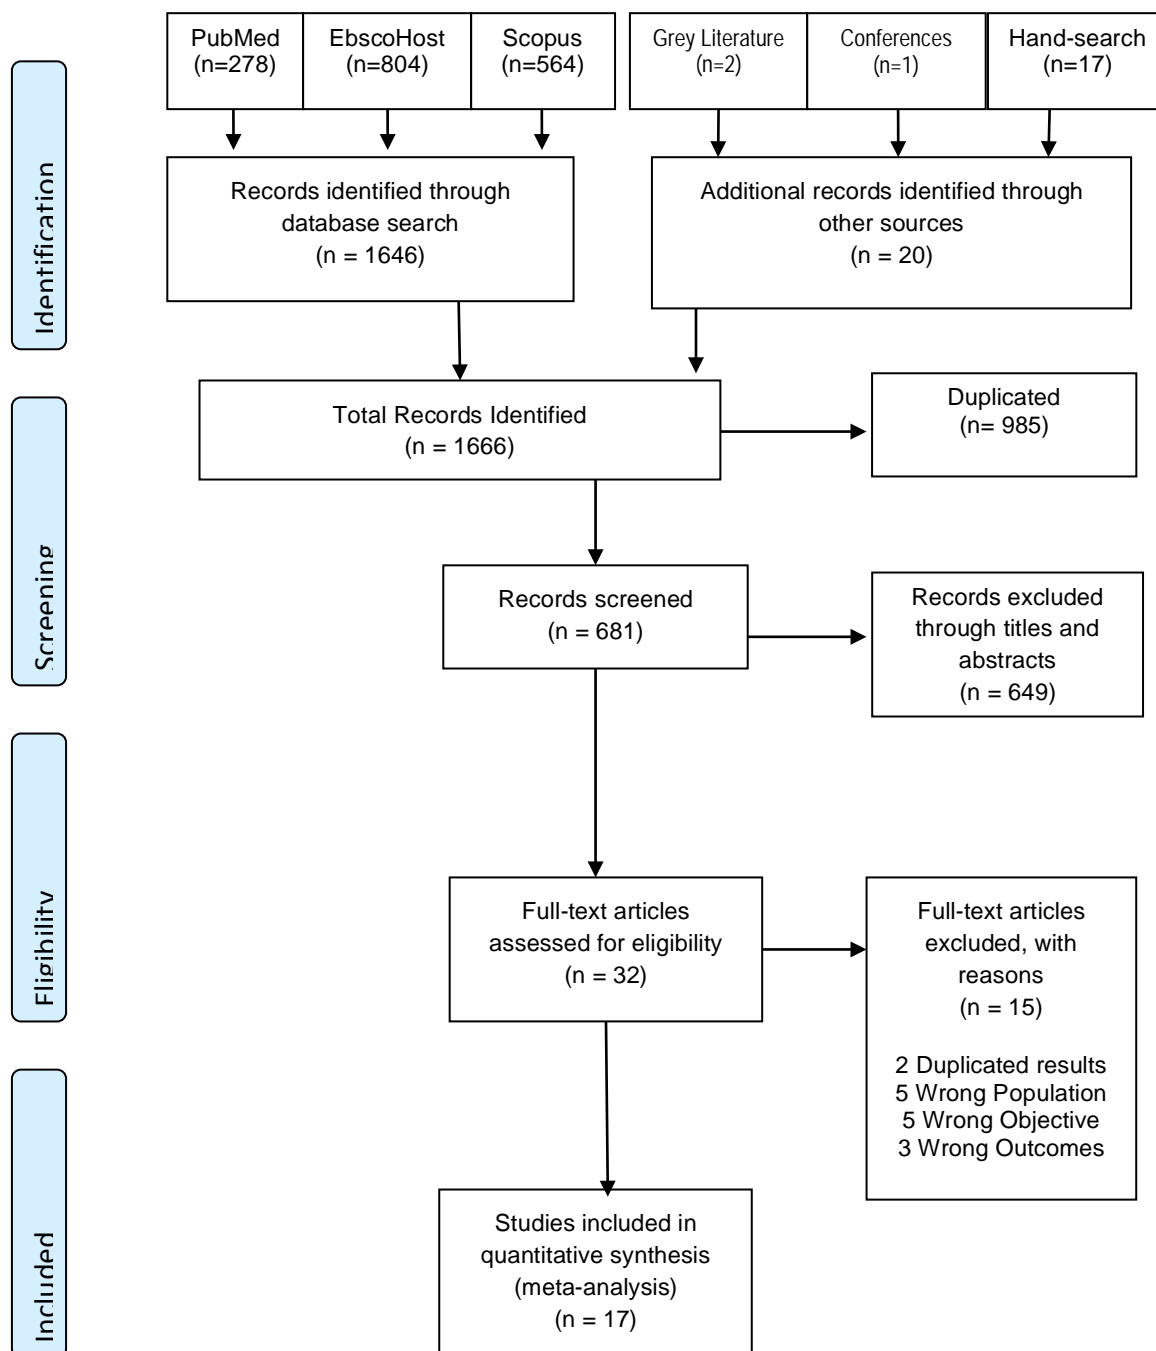 PubMed
(n=278)
EbscoHost
(n=804)
Scopus
(n=564)
Grey Literature
(n=2)
Conferences
(n=1)
Hand-search
(n=17)
Identification
Records identified through
database search
(n = 1646)
Additional records identified through
other sources
(n = 20)
Screening
Total Records Identified
(n = 1666)
Duplicated
(n= 985)
Records screened
(n = 681)
Records excluded
through titles and
abstracts
(n = 649)
Eligibility
Full-text articles
assessed for eligibility
(n = 32)
Full-text articles
excluded, with
reasons
(n = 15)
2 Duplicated results
5 Wrong Population
5 Wrong Objective
3 Wrong Outcomes
Included
Studies included in
quantitative synthesis
(meta-analysis)
(n = 17)